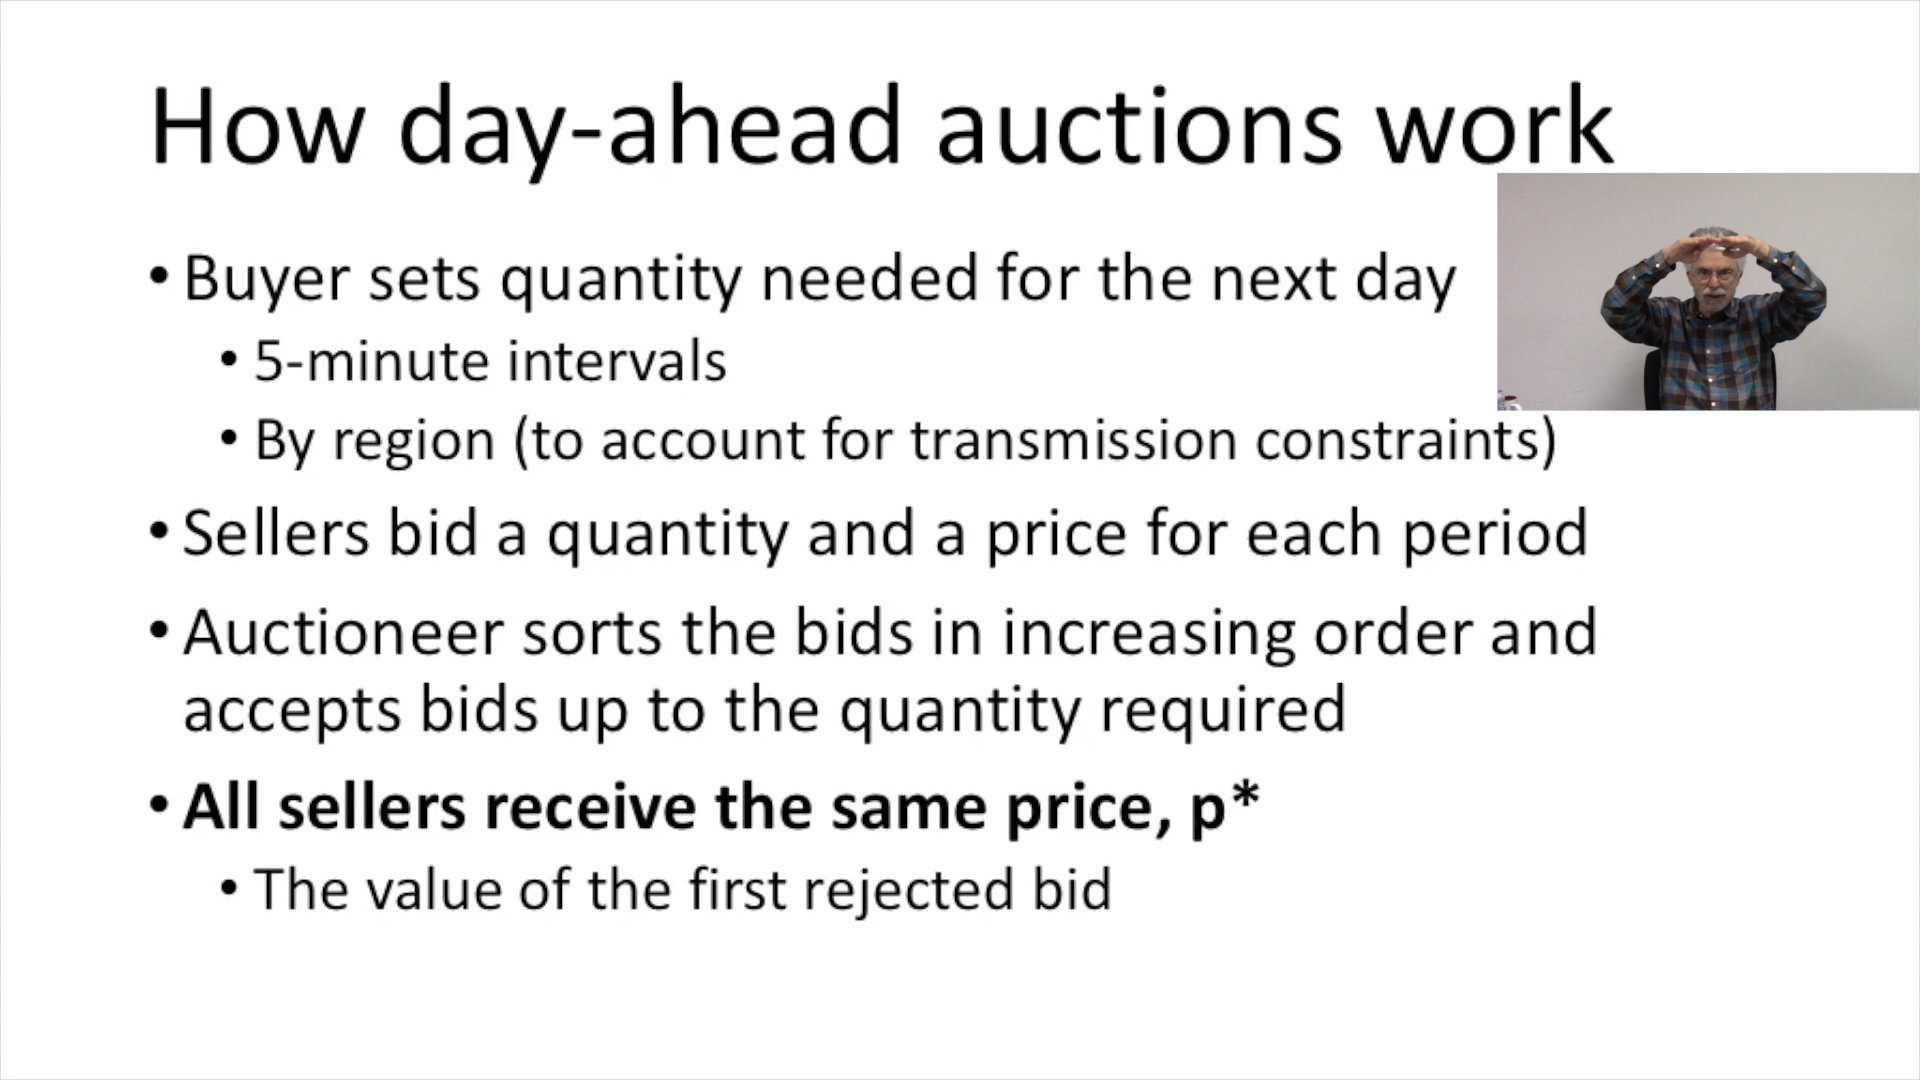 How day-ahead auctions work
• Buyer sets quantity needed for the next day
• 5-minute intervals
• By region (to account for transmission constraints)
• Sellers bid a quantity and a price for each period
• Auctioneer sorts the bids in increasing order and
accepts bids up to the quantity required
• All sellers receive the same price, p*
• The value of the first rejected bid